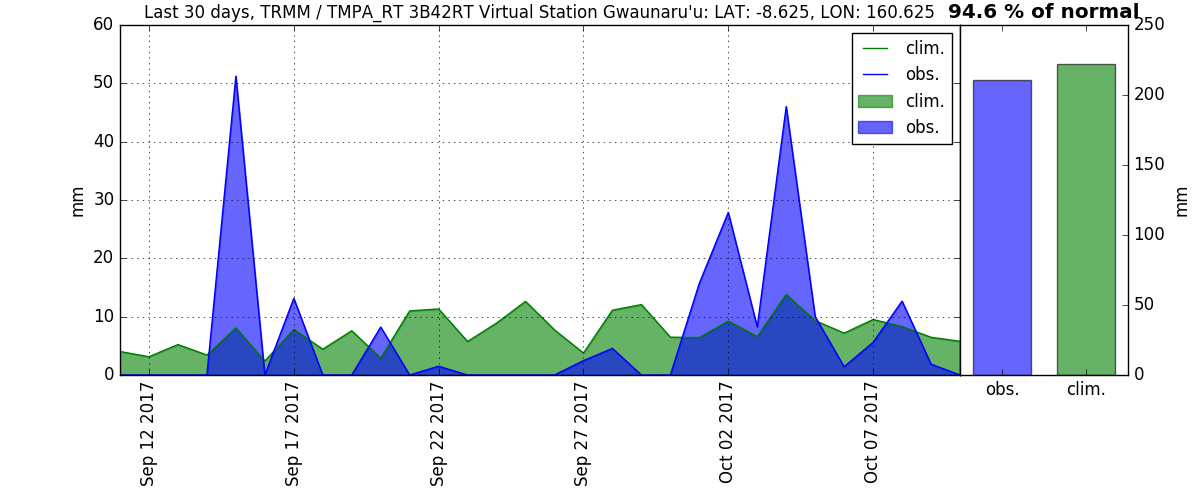 Last 30 days, TRMM / TMPA_RT 3B42RT Virtual Station Gwaunaru'u: LAT: -8.625, LON: 160.625
94.6 % of normal
60
50
40
30
20
10
0
mm
clim.
obs.
clim.
obs.
Sep 12 2017
Sep 17 2017
Sep 22 2017
Sep 27 2017
Oct 02 2017
Oct 07 2017
250
200
150
100
50
0
mm
obs.
clim.